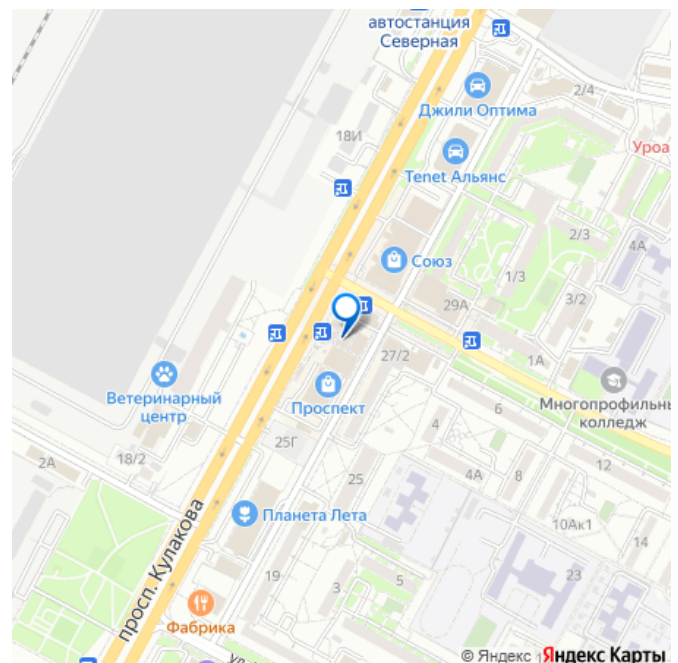 автостанция
Северная
2/4
Джили Оптима
18И
Уроа
Tenet Альянс
2/3
4А
Союз
1/3
3/2
29А
1А
27/2
Ветеринарный
центр
Проспект
Многопрофильнь
колледж
6
25Г
18/2
2А
12
4А
8
25
Планета Лета
10Ак1
14
просп. Кулакова
19
5
3
23
Фабрика
© Яндекс
Яндекс Карты